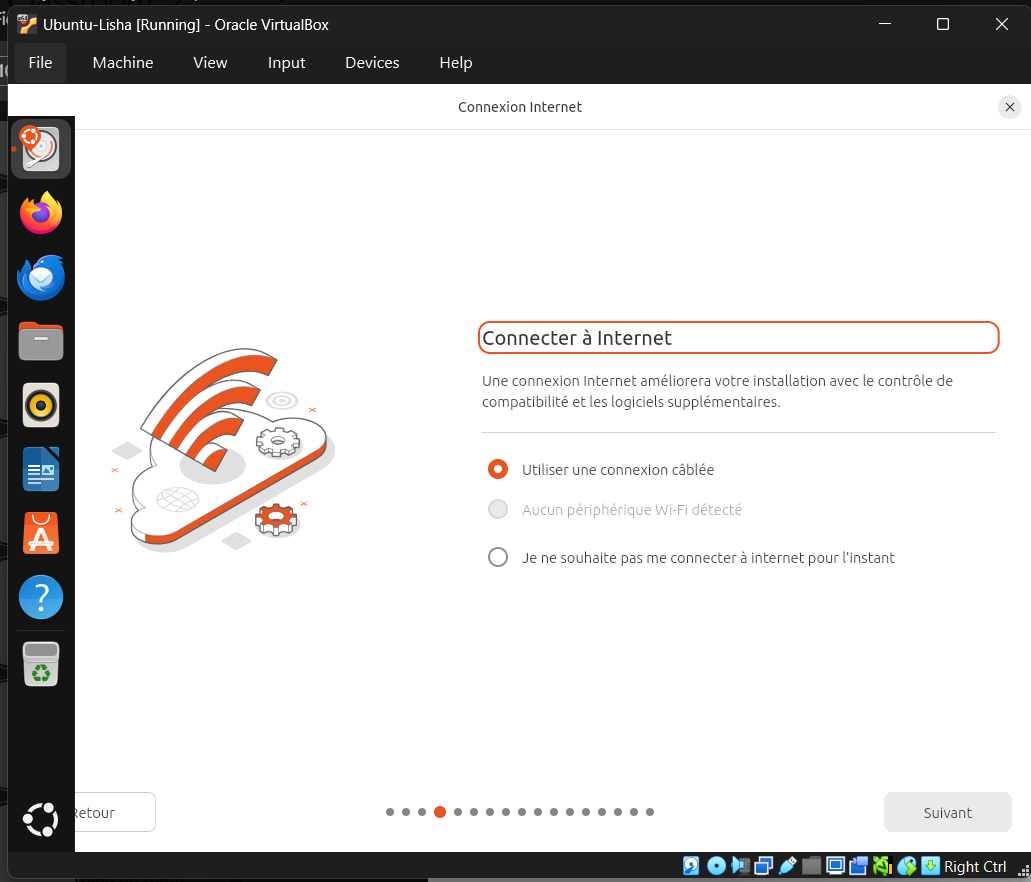 Ubuntu-Lisha [Running] - Oracle VirtualBox
File Machine View Input Devices Help
Connexion Internet
Connecter à Internet
Une connexion Internet améliorera votre installation avec le contrôle de
compatibilité et les logiciels supplémentaires.
Utiliser une connexion câblée
Aucun périphérique Wi-Fi détecté
Je ne souhaite pas me connecter à internet pour l'instant
Retour
Suivant
Right Ctrl